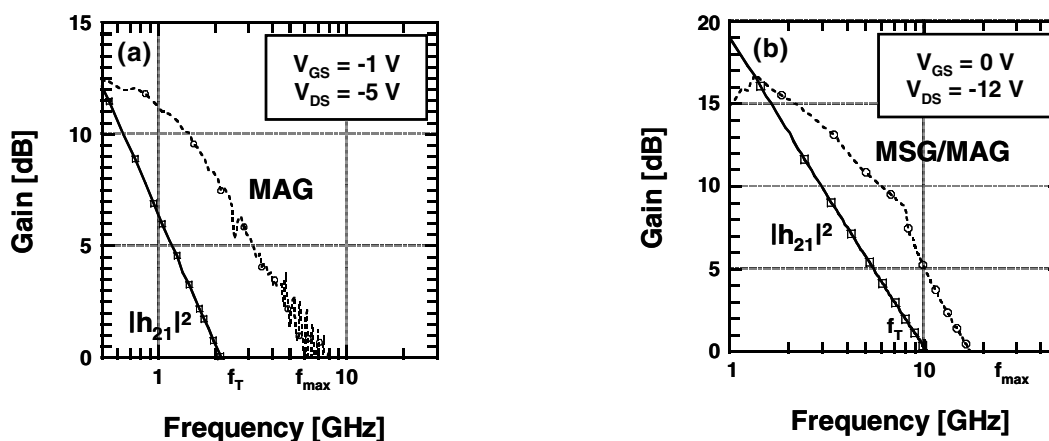 15
10
5
0
Gain [dB]
(a)
V_GS = -1 V
V_DS = -5 V
MAG
|h_21|^2
1
f_T
f_max
10
Frequency [GHz]
20
15
10
5
0
Gain [dB]
(b)
V_GS = 0 V
V_DS = -12 V
MSG/MAG
|h_21|^2
f_T
1
10
f_max
Frequency [GHz]